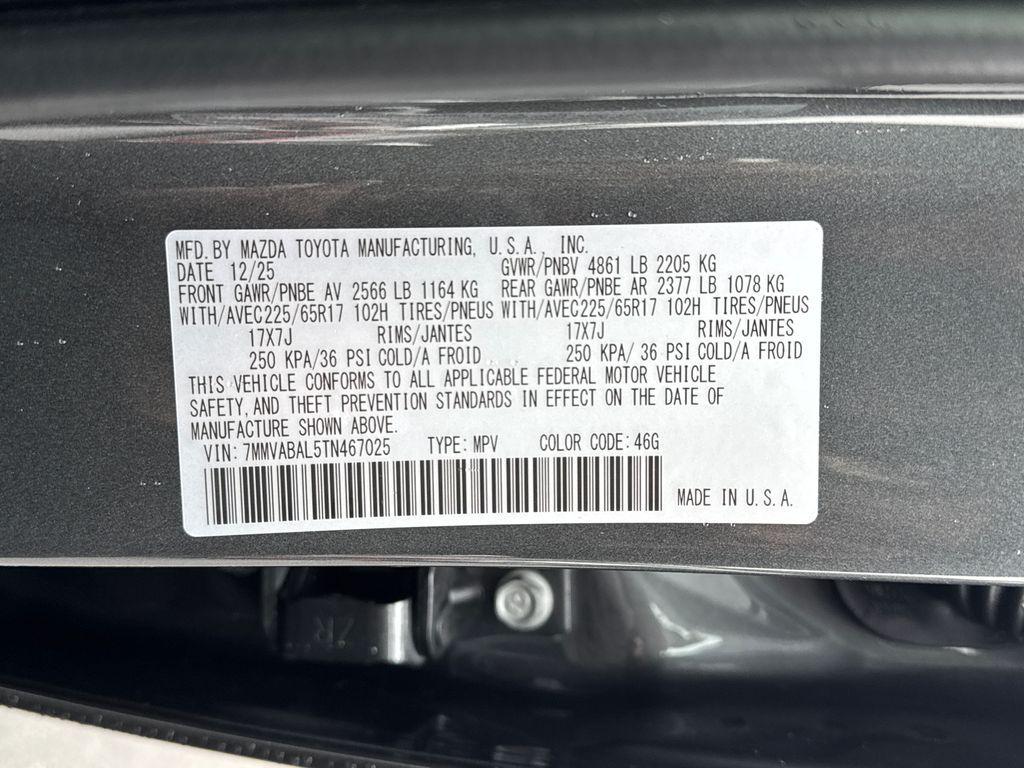 MFD. BY MAZDA TOYOTA MANUFACTURING, U.S.A., INC.
DATE 12/25 GVWR/PNBV 4861 LB 2205 KG
FRONT GAWR/PNBE AV 2566 LB 1164 KG REAR GAWR/PNBE AR 2377 LB 1078 KG
WITH/AVEC225/65R17 102H TIRES/PNEUS WITH/AVEC225/65R17 102H TIRES/PNEUS
17X7J RIMS/JANTES 17X7J RIMS/JANTES
250 KPA/36 PSI COLD/A FROID 250 KPA/ 36 PSI COLD/A FROID
THIS VEHICLE CONFORMS TO ALL APPLICABLE FEDERAL MOTOR VEHICLE
SAFETY, AND THEFT PREVENTION STANDARDS IN EFFECT ON THE DATE OF
MANUFACTURE SHOWN ABOVE.
VIN: 7MMVABAL5TN467025 TYPE: MPV COLOR CODE: 46G
MADE IN U.S.A.
ZR